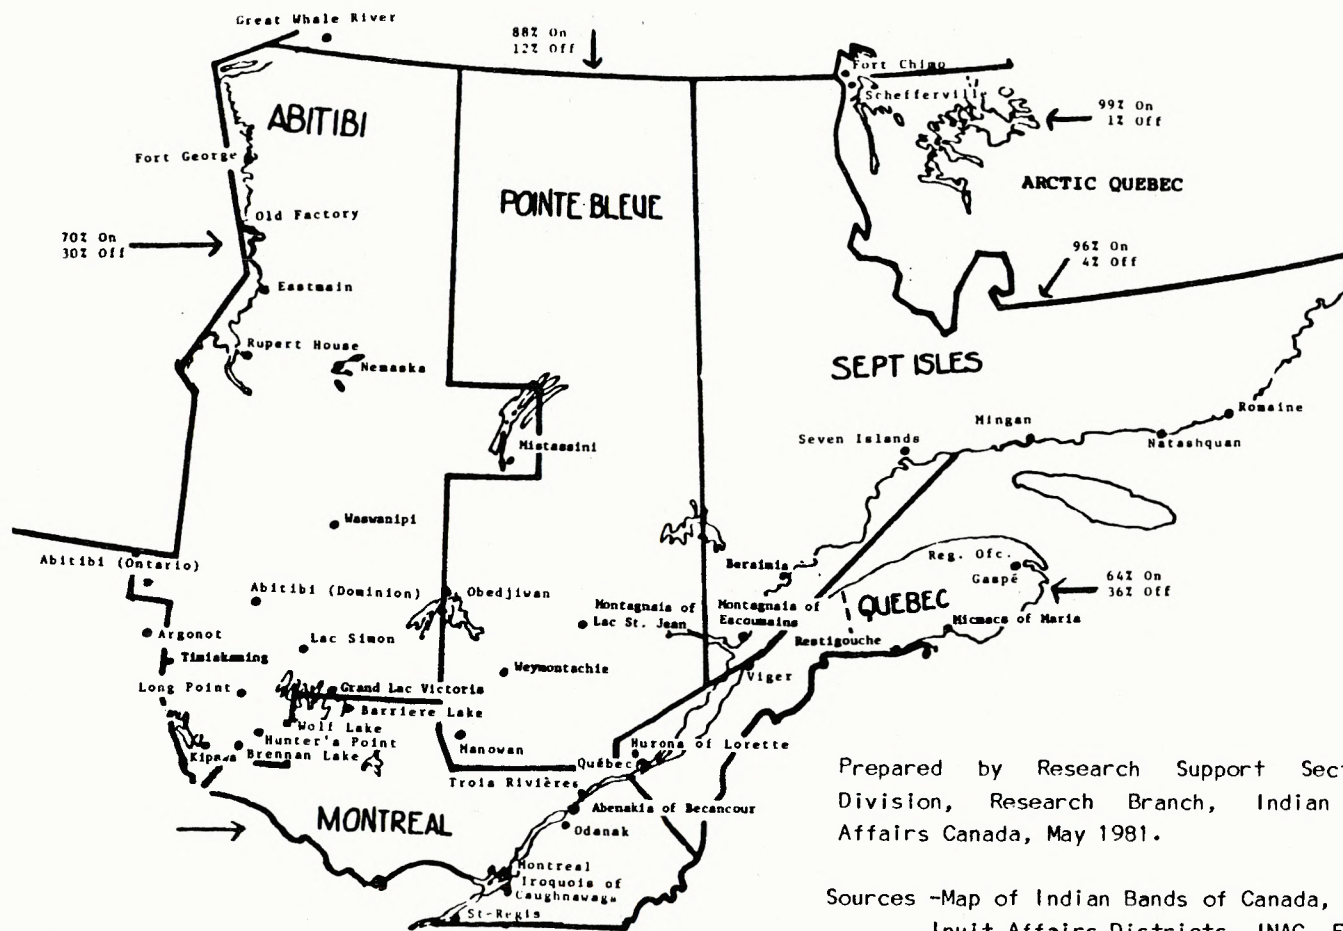 Great Whale River
88% On
12% Off
Fort Chimo
Schefferville
99% On
1% Off
ABITIBI
Fort George
POINTE BLEUE
ARCTIC QUEBEC
Old Factory
70% On
30% Off
96% On
4% Off
Eastmain
Rupert House
Nemaska
SEPT ISLES
Romaine
Mingan
Seven Islands
Natashquan
Mistassini
Waswanipi
Abitibi (Ontario)
Bersimis
Reg. Ofc.
Gaspé
64% On
36% Off
Abitibi (Dominion)
Obedjiwan
Montagnais of
Lac St. Jean
Montagnais of
Escoumains
QUEBEC
Micmacs of Maria
Restigouche
Argonot
Lac Simon
Timiskaming
Weymontachie
Viger
Long Point
Grand Lac Victoria
Barriere Lake
Wolf Lake
Hunter's Point
Kipawa
Brennan Lake
Manowan
Hurons of Lorette
Québec
Trois Rivières
Abenakis of Becancour
Odanak
MONTREAL
Montreal
Iroquois of
Caughnawaga
St-Regis
Prepared by Research Support Sect
Division, Research Branch, Indian
Affairs Canada, May 1981.
Sources -Map of Indian Bands of Canada,
Inuit Affairs Districts, INAC